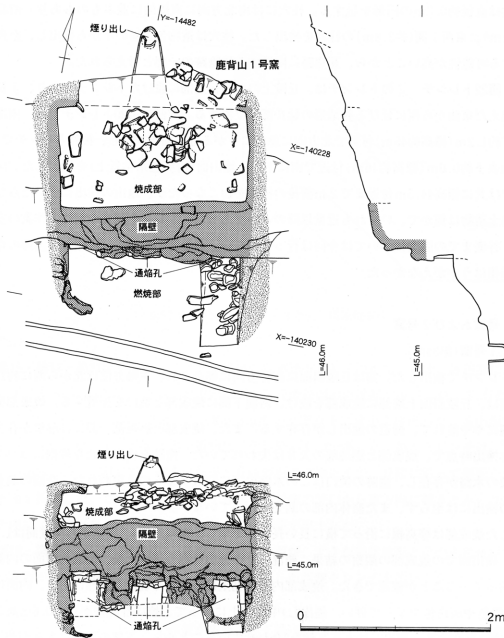 煙り出し
Y=-14482
鹿背山1号窯
X=-140228
焼成部
隔壁
通焔孔
燃焼部
X=-140230
L=46.0m
L=45.0m
煙り出し
L=46.0m
焼成部
隔壁
L=45.0m
通焔孔
0
2m